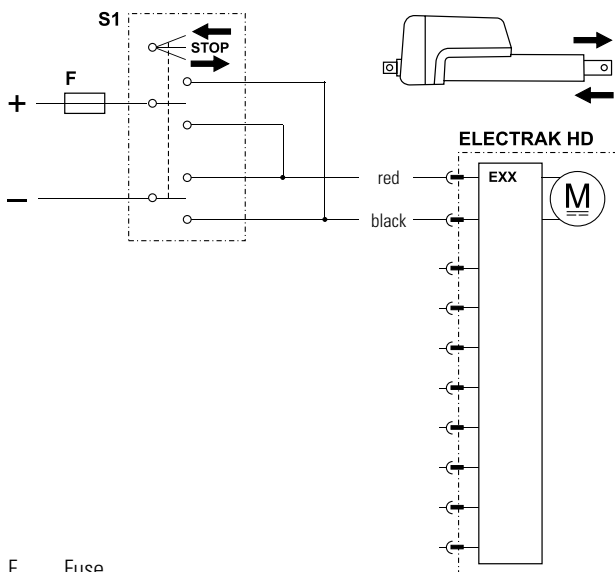 S1
STOP
F
+
−
ELECTRAK HD
red
EXX
M
black
F Fuse